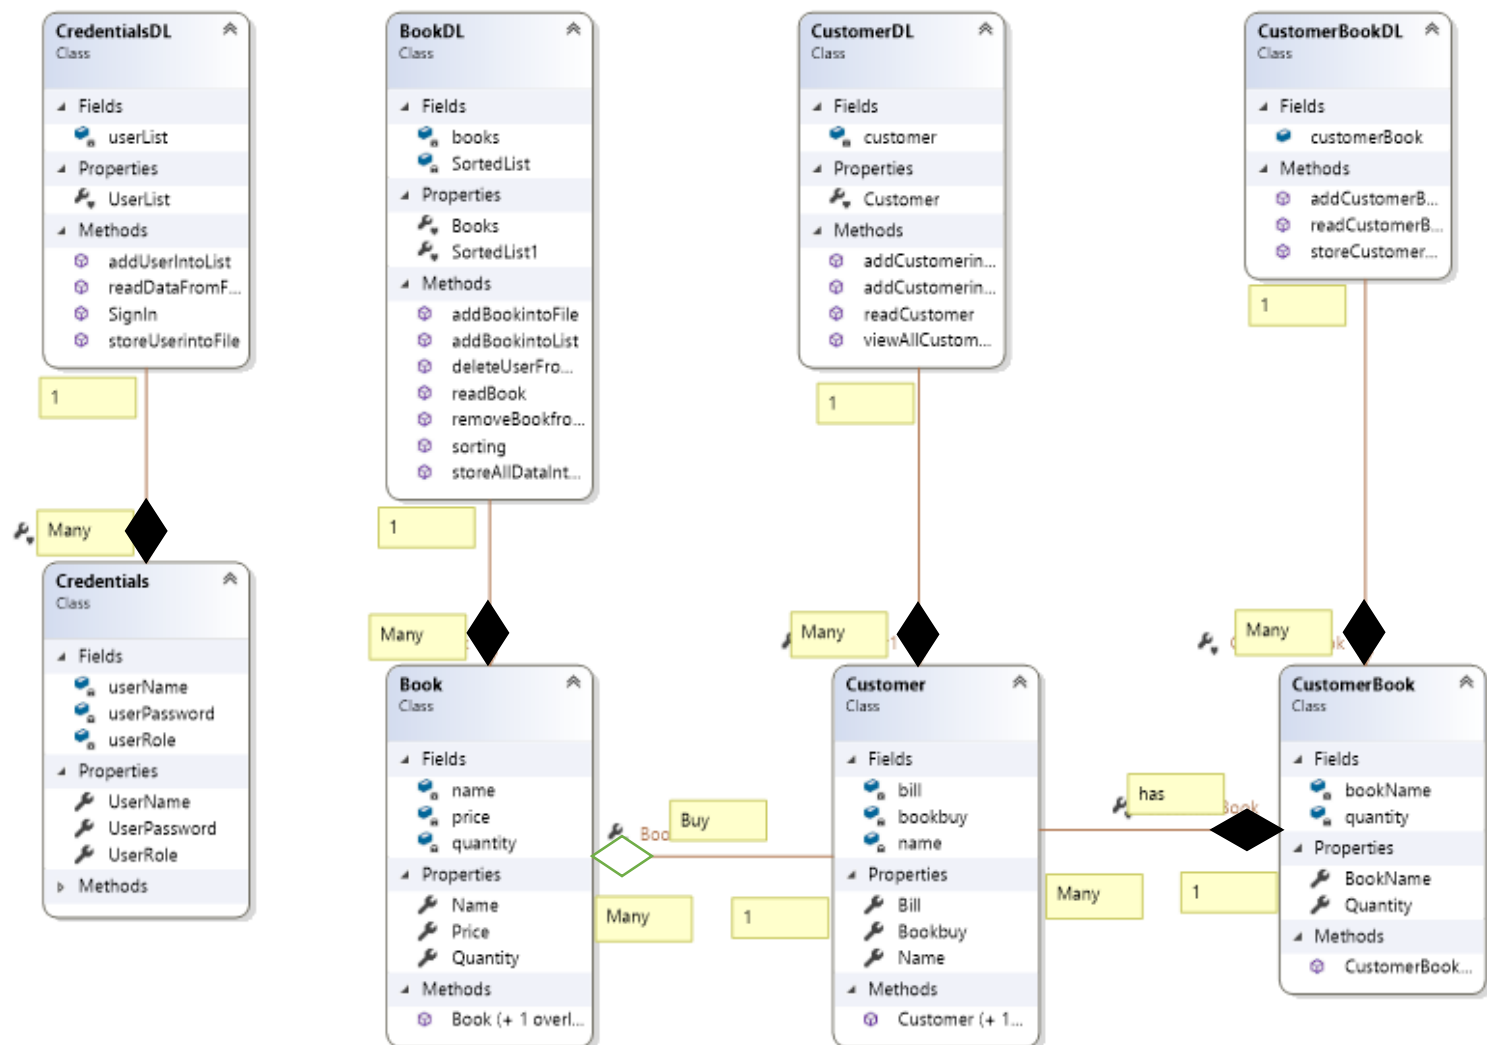 CredentialsDL
Class
Fields
userList
Properties
UserList
Methods
addUserIntoList
readDataFromF...
SignIn
storeUserintoFile
1
Many
Credentials
Class
Fields
userName
userPassword
userRole
Properties
UserName
UserPassword
UserRole
Methods
BookDL
Class
Fields
books
SortedList
Properties
Books
SortedList1
Methods
addBookintoFile
addBookintoList
deleteUserFro...
readBook
removeBookfro...
sorting
storeAllDataInt...
1
Many
Book
Class
Fields
name
price
quantity
Properties
Name
Price
Quantity
Methods
Book (+ 1 overl...
Buy
Many
1
CustomerDL
Class
Fields
customer
Properties
Customer
Methods
addCustomerin...
addCustomerin...
readCustomer
viewAllCustom...
1
Many
Customer
Class
Fields
bill
bookbuy
name
Properties
Bill
Bookbuy
Name
Methods
Customer (+ 1...
has
Many
1
CustomerBookDL
Class
Fields
customerBook
Methods
addCustomerB...
readCustomerB...
storeCustomer...
1
Many
CustomerBook
Class
Fields
bookName
quantity
Properties
BookName
Quantity
Methods
CustomerBook...